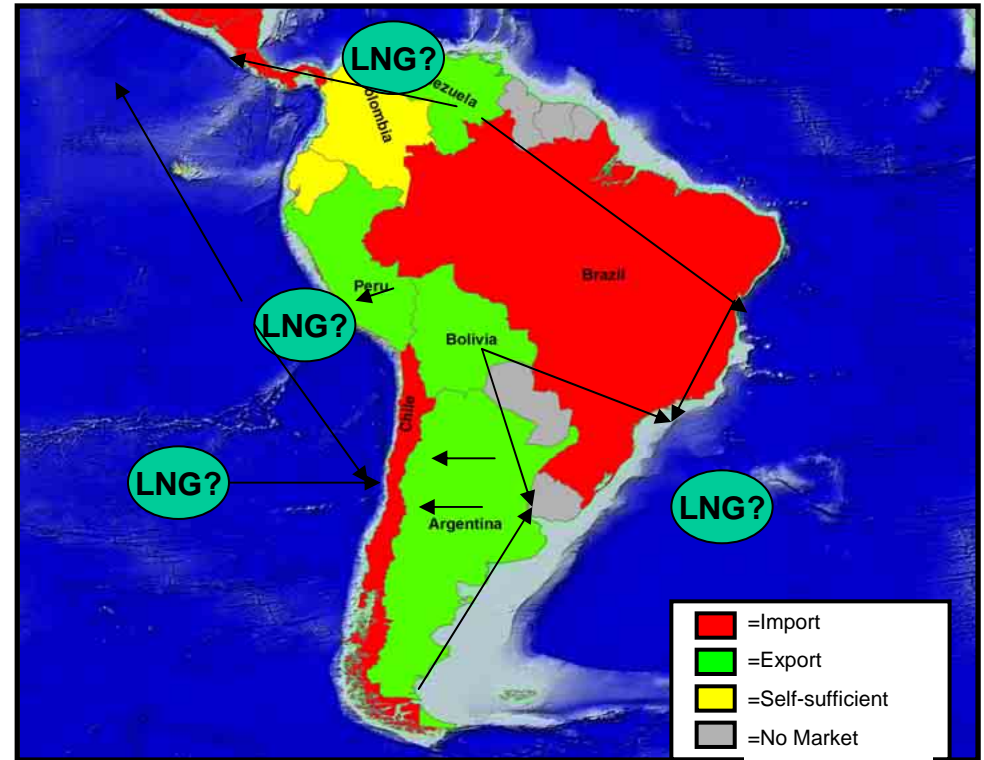 LNG?
ezuela
olombia
Brazil
Peru
LNG?
Bolivia
Chile
LNG?
LNG?
Argentina
=Import
=Export
=Self-sufficient
=No Market